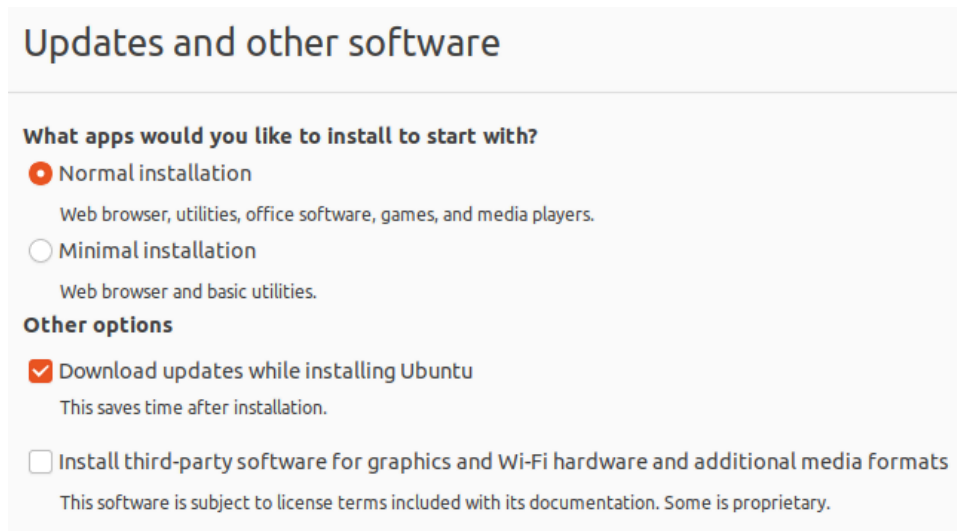 Updates and other software
What apps would you like to install to start with?
Normal installation
Web browser, utilities, office software, games, and media players.
Minimal installation
Web browser and basic utilities.
Other options
Download updates while installing Ubuntu
This saves time after installation.
Install third-party software for graphics and Wi-Fi hardware and additional media formats
This software is subject to license terms included with its documentation. Some is proprietary.